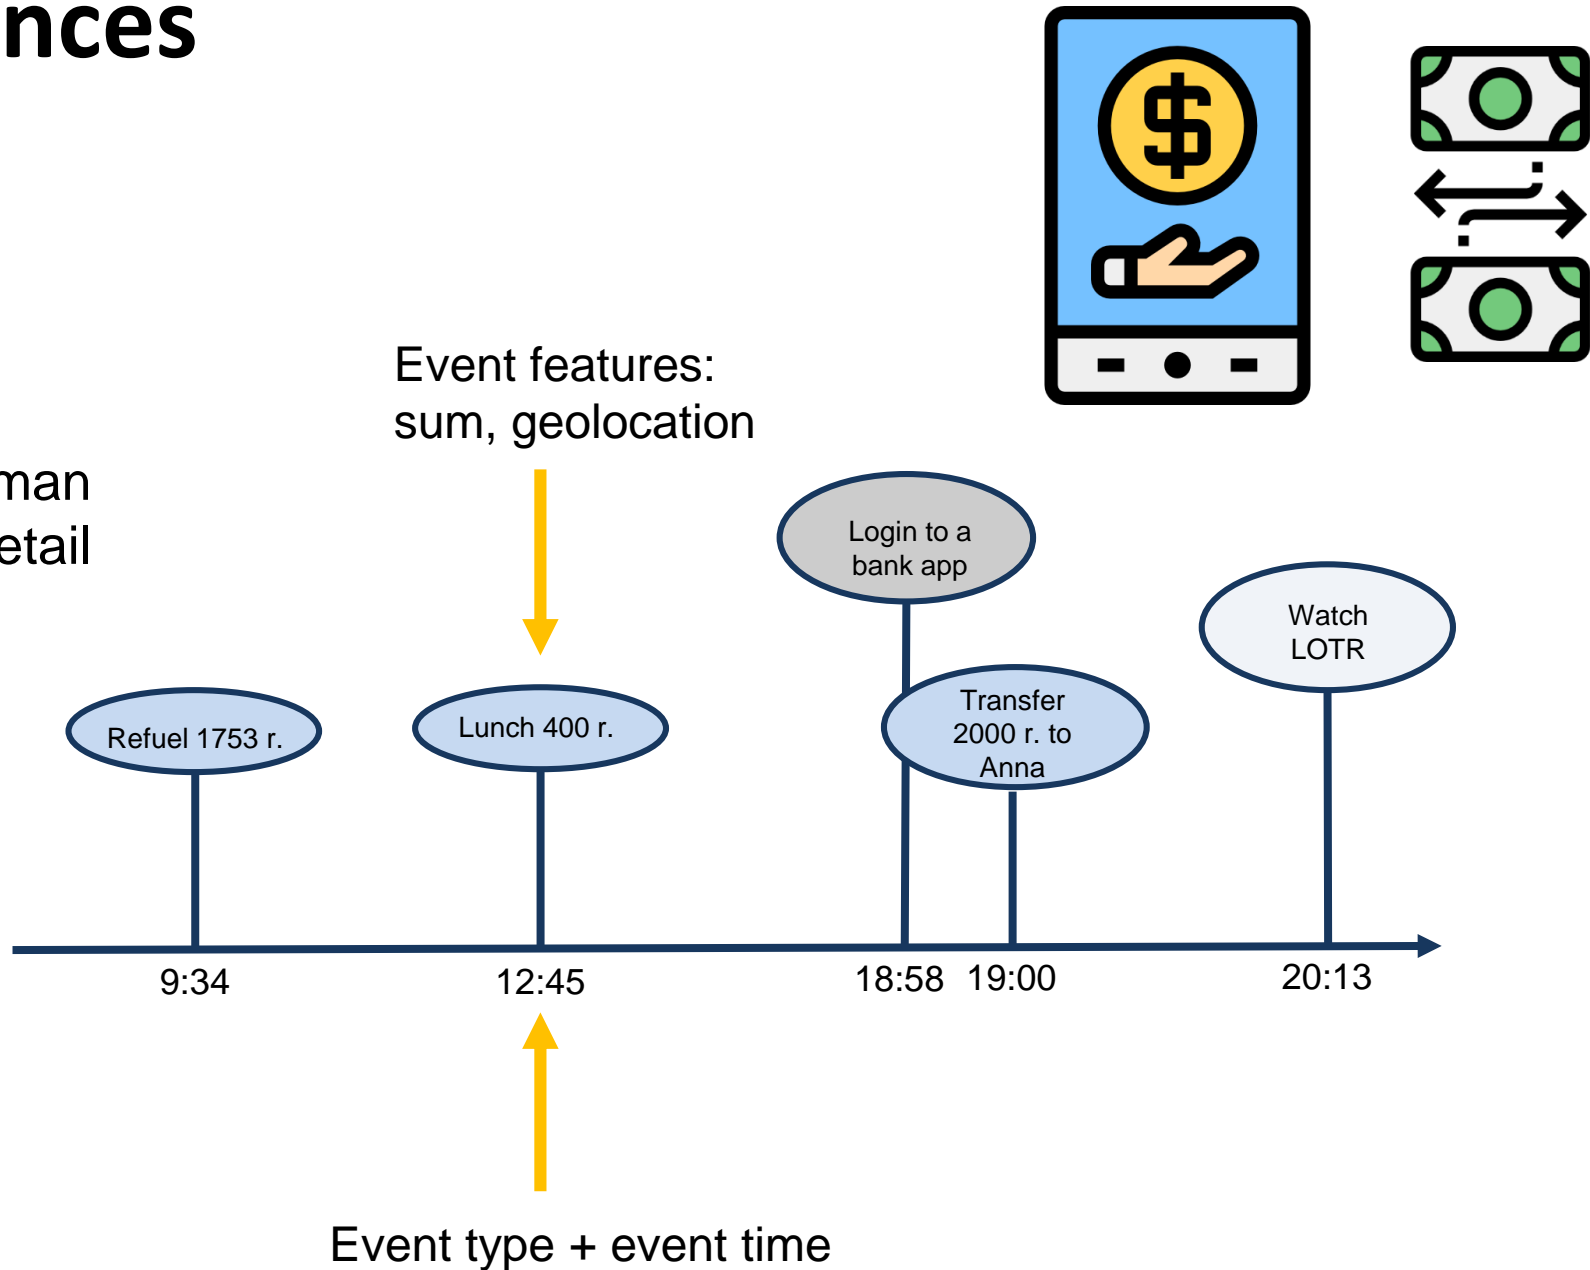 nces
Event features:
sum, geolocation
man
etail
Login to a
bank app
Watch
LOTR
Transfer
2000 r. to
Anna
Refuel 1753 r.
Lunch 400 r.
9:34
12:45
18:58
19:00
20:13
Event type + event time